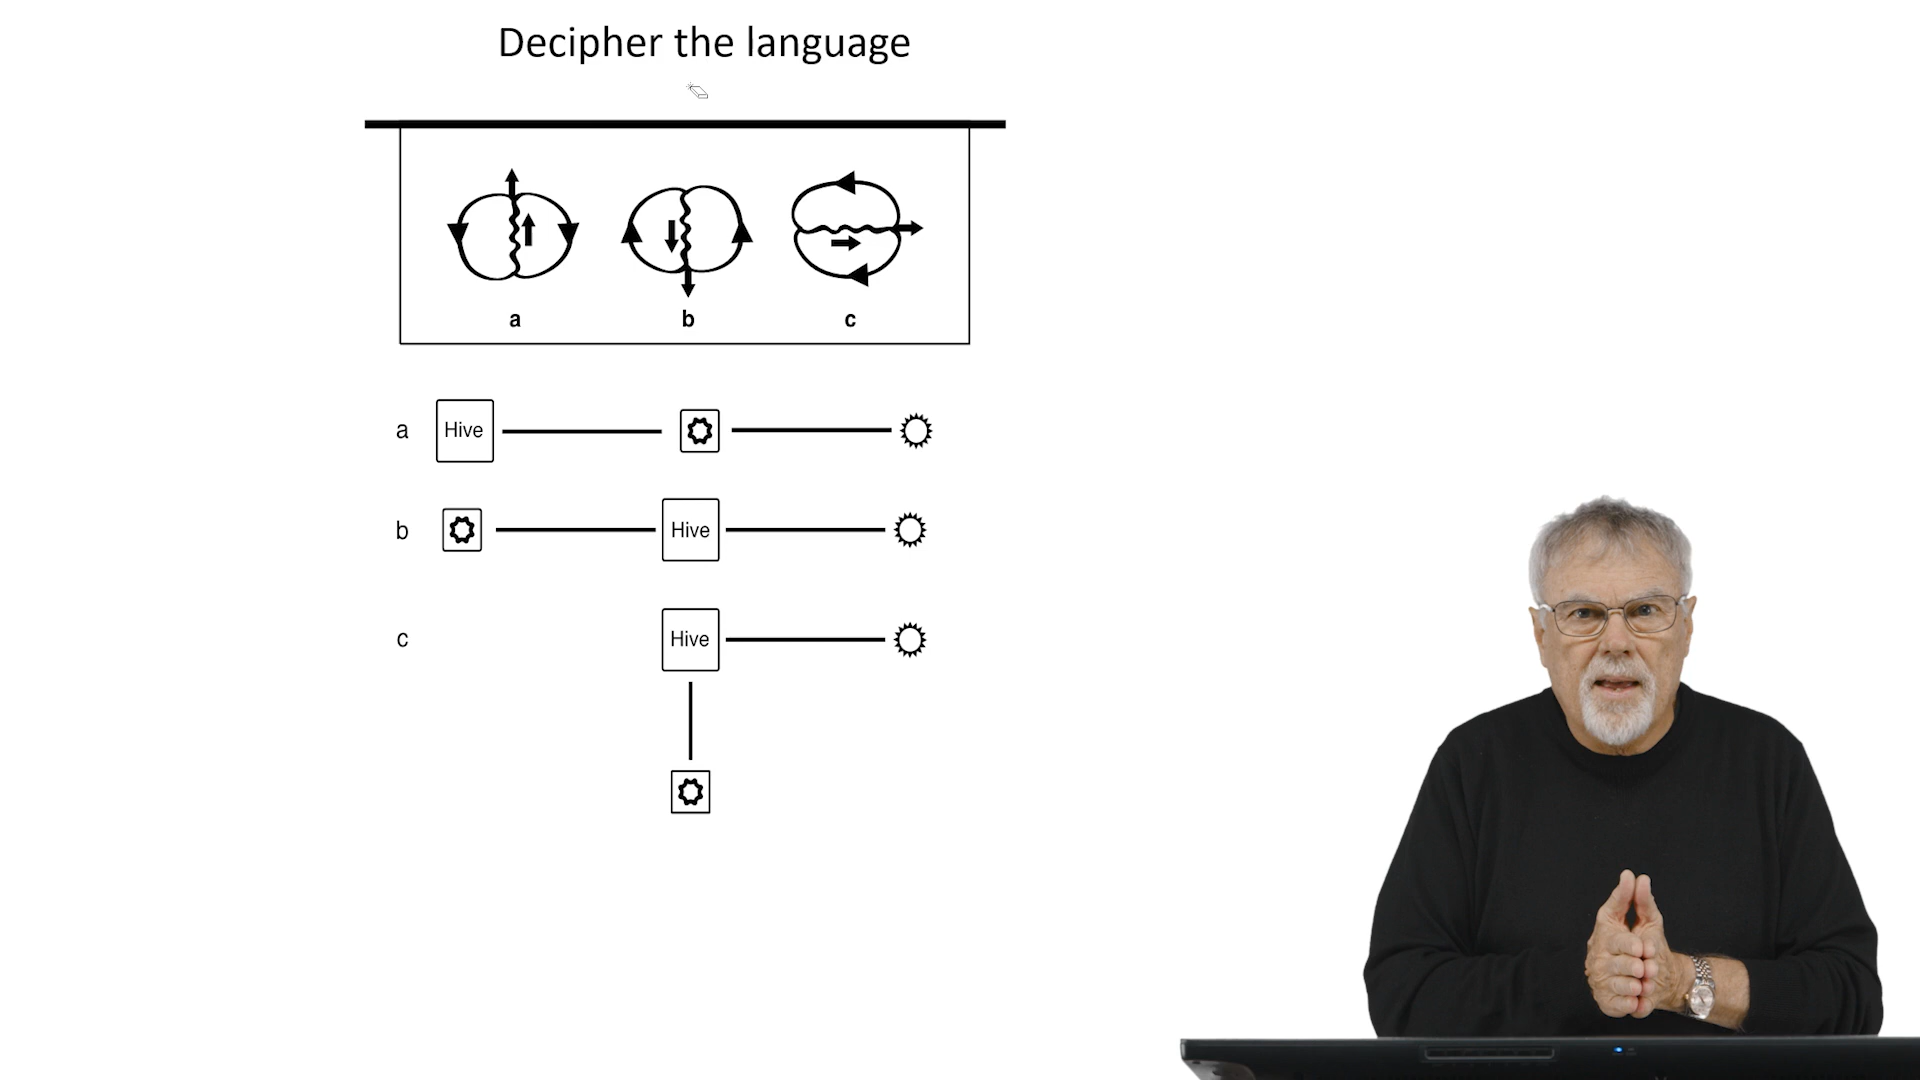 Decipher the language
a b c
a Hive
b Hive
c Hive